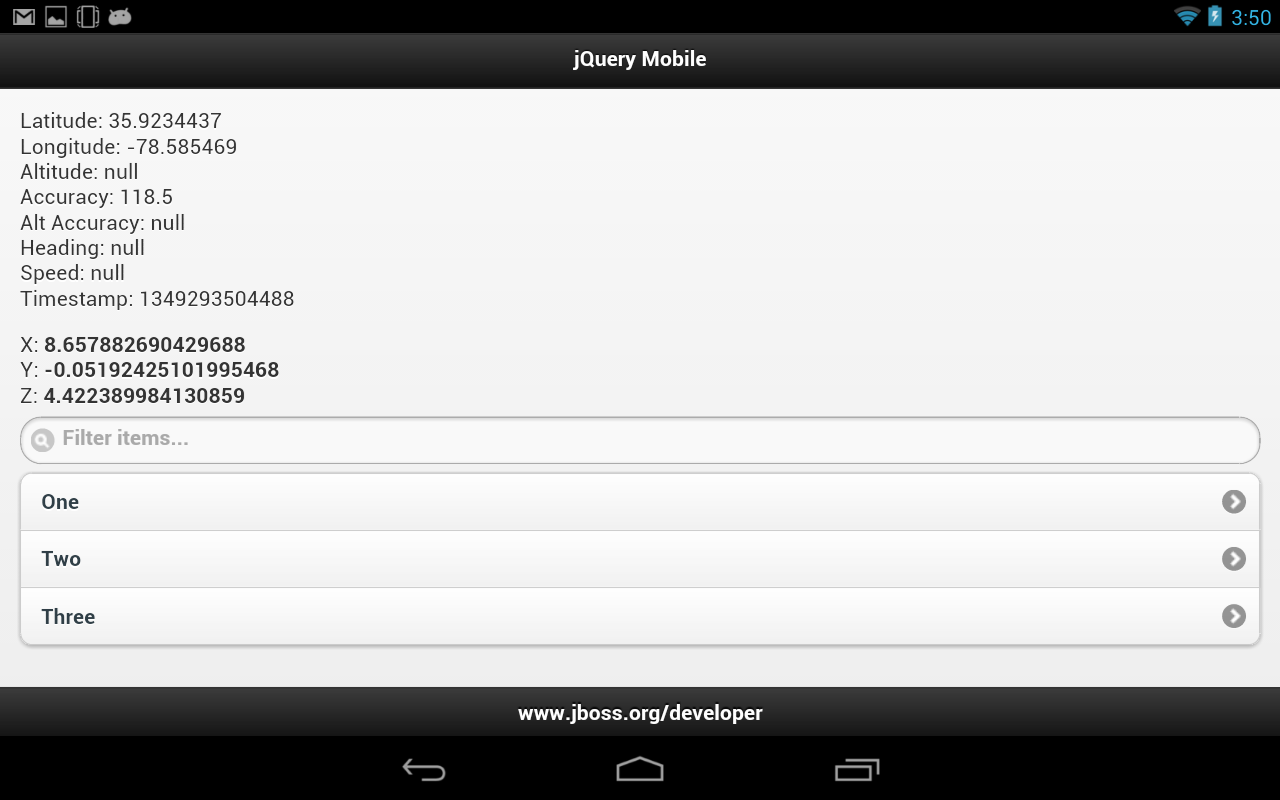 3:50
jQuery Mobile
Latitude: 35.9234437
Longitude: -78.585469
Altitude: null
Accuracy: 118.5
Alt Accuracy: null
Heading: null
Speed: null
Timestamp: 1349293504488
X: 8.657882690429688
Y: -0.05192425101995468
Z: 4.422389984130859
Filter items...
One
Two
Three
www.jboss.org/developer